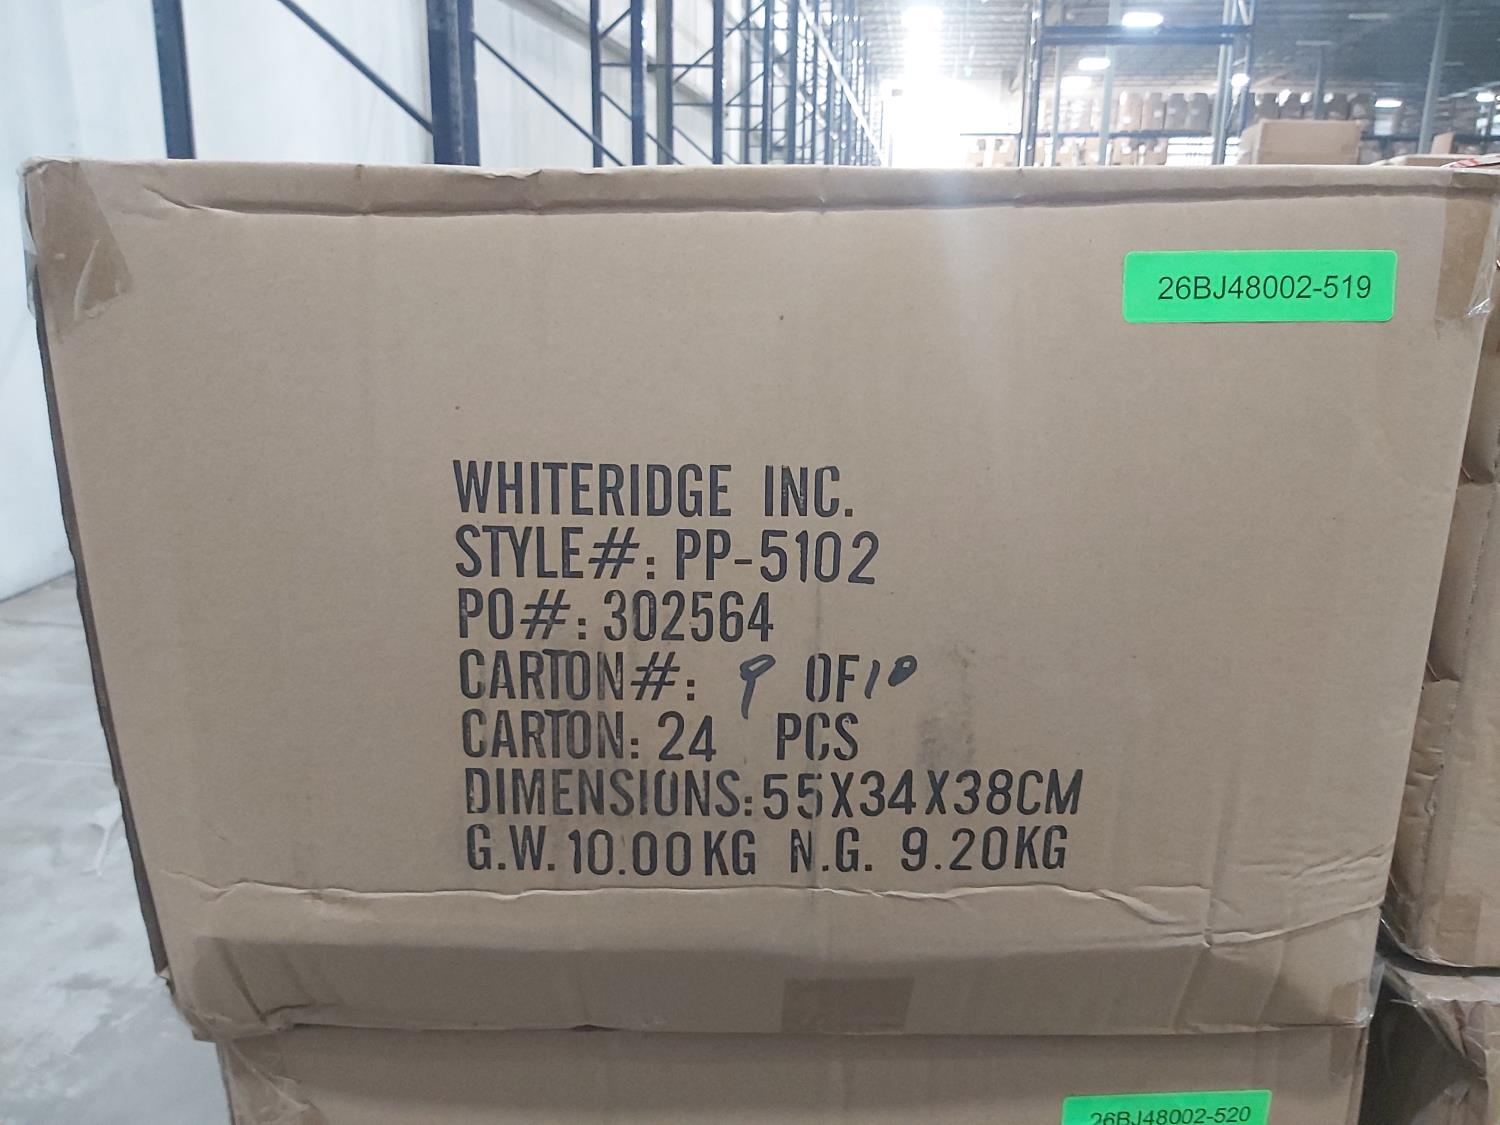 26BJ48002-519
WHITERIDGE INC.
STYLE#: PP-5102
PO#: 302564
CARTON#: 9 OF 10
CARTON: 24 PCS
DIMENSIONS: 55X34X38CM
G.W. 10.00KG N.G. 9.20KG
26BJ48002-520